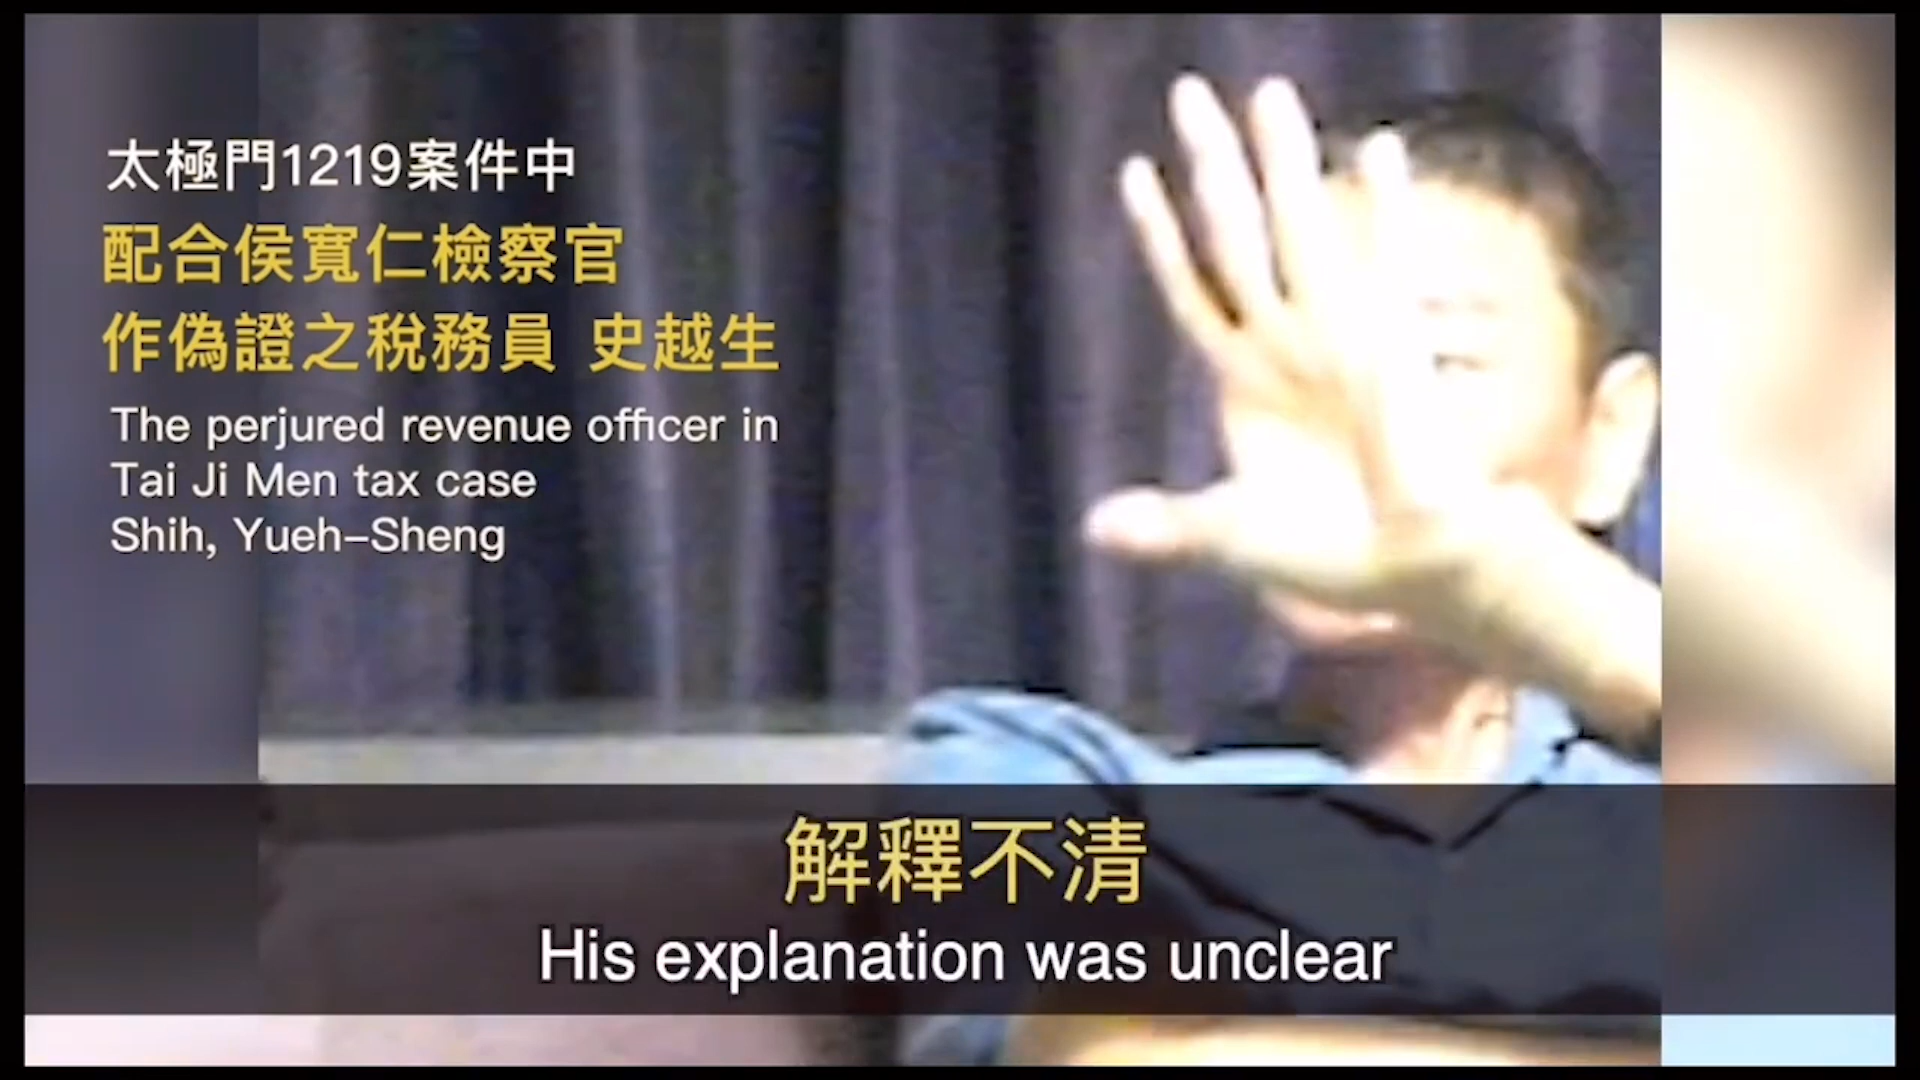 太極門1219案件中
配合侯寬仁檢察官
作偽證之稅務員 史越生
The perjured revenue officer in
Tai Ji Men tax case
Shih, Yueh-Sheng
解釋不清
His explanation was unclear